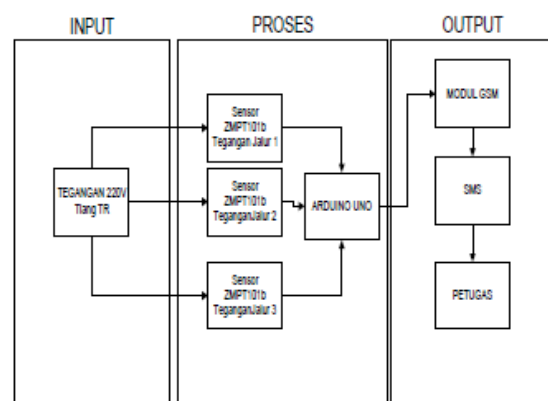 INPUT
PROSES
OUTPUT
TEGANGAN 220V
Tiang TR
Sensor
ZMPT101b
Tegangan Jalur 1
Sensor
ZMPT101b
TeganganJalur 2
Sensor
ZMPT101b
TeganganJalur 3
ARDUINO UNO
MODUL GSM
SMS
PETUGAS